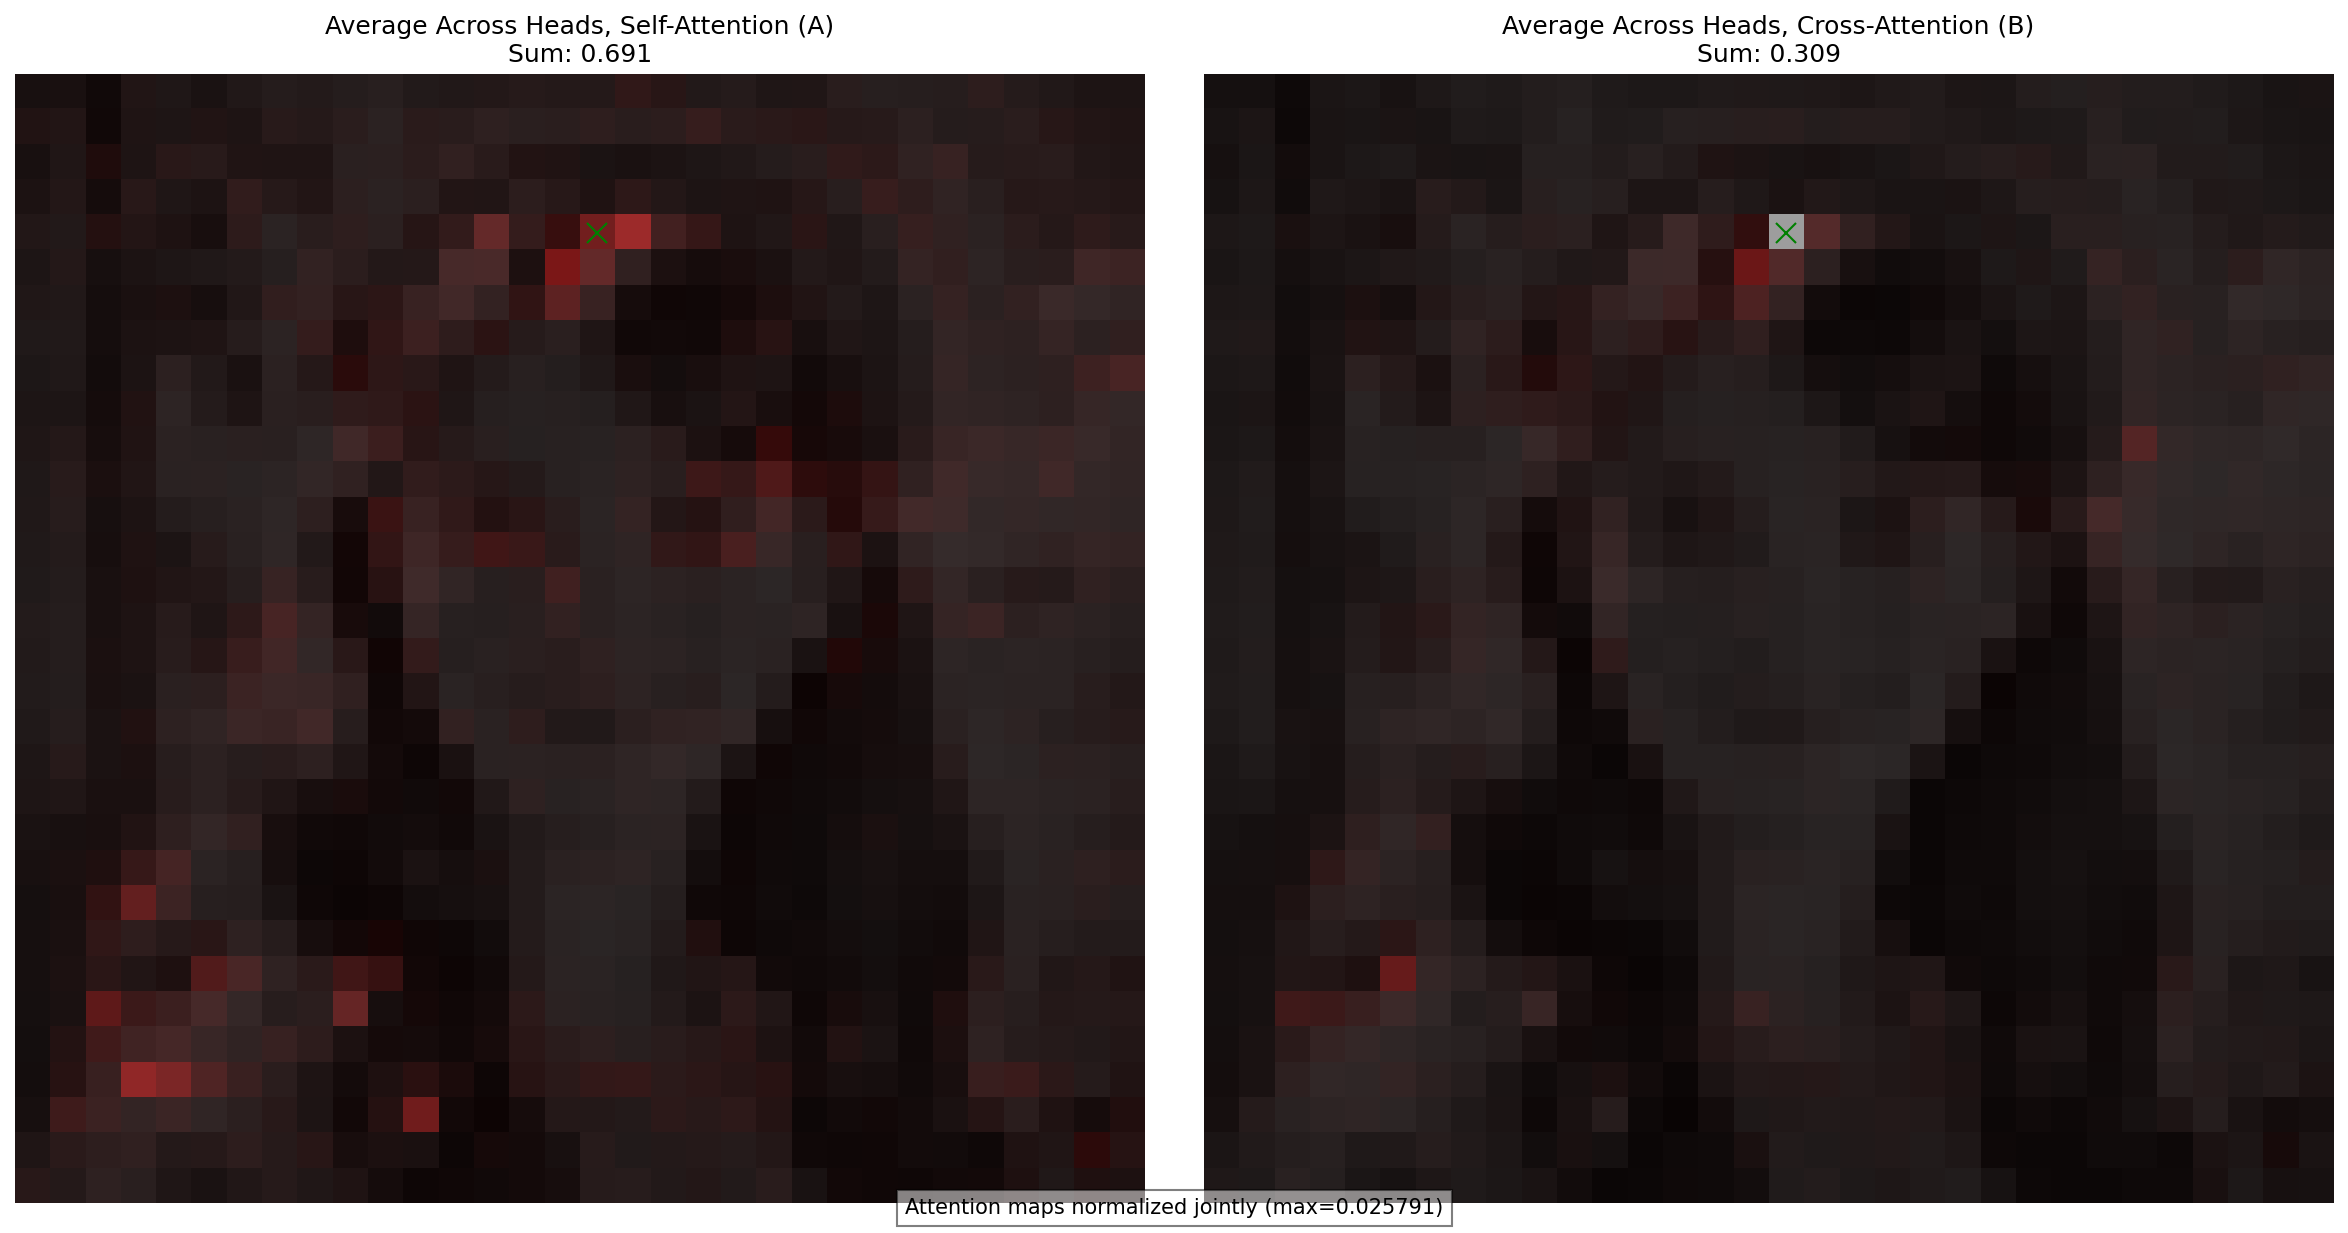 Average Across Heads, Self-Attention (A)
Sum: 0.691
Average Across Heads, Cross-Attention (B)
Sum: 0.309
Attention maps normalized jointly (max=0.025791)